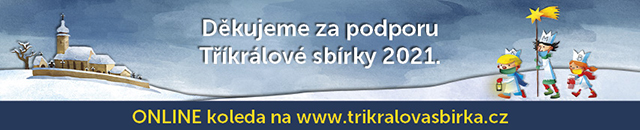 Děkujeme za podporu
Tříkrálové sbírky 2021.
ONLINE koleda na www.trikralovasbirka.cz